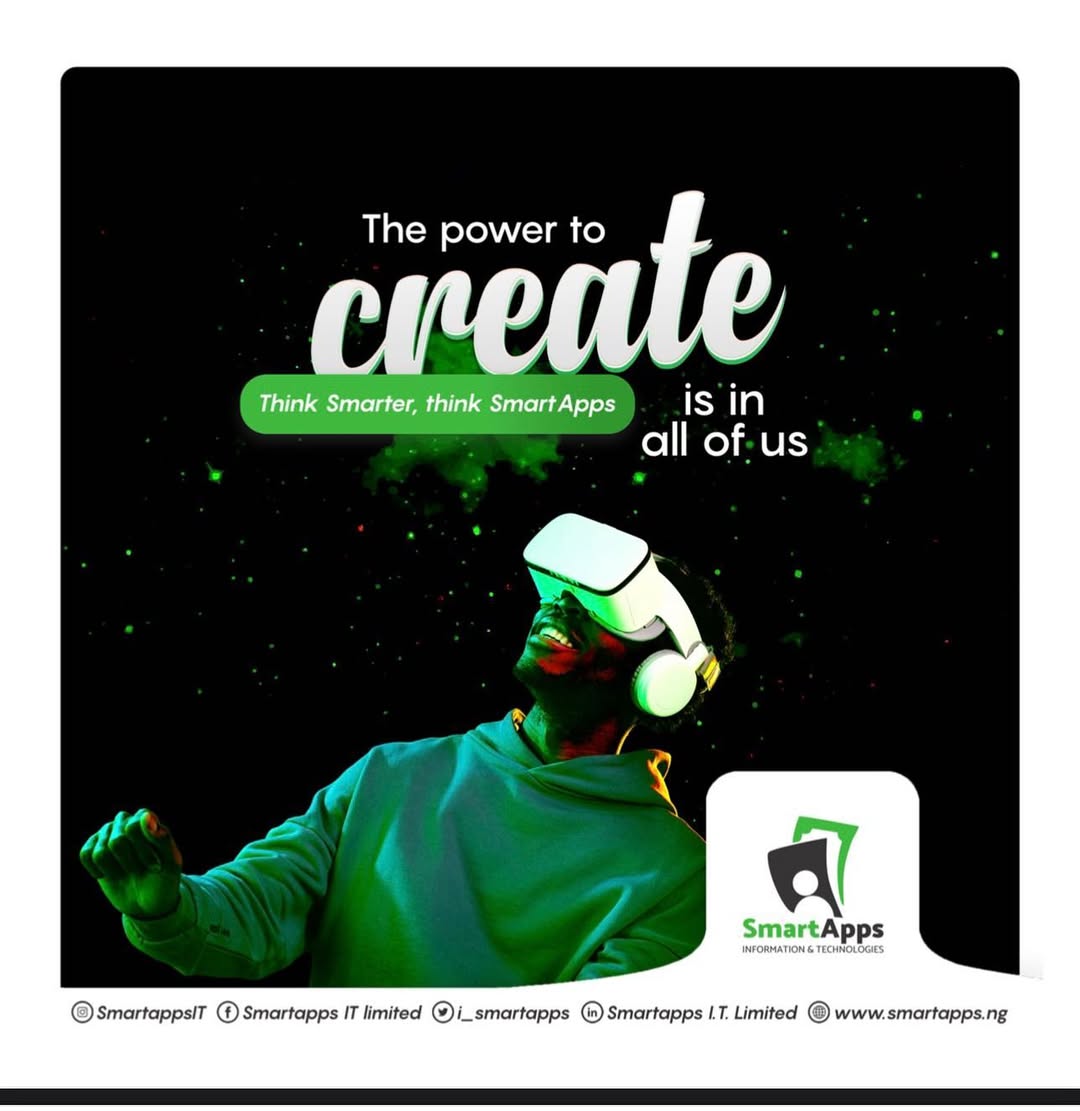 The power to
create
Think Smarter, think SmartApps
is in
all of us
SmartApps
INFORMATION & TECHNOLOGIES
SmartappsIT Smartapps IT limited i_smartapps Smartapps I.T. Limited www.smartapps.ng